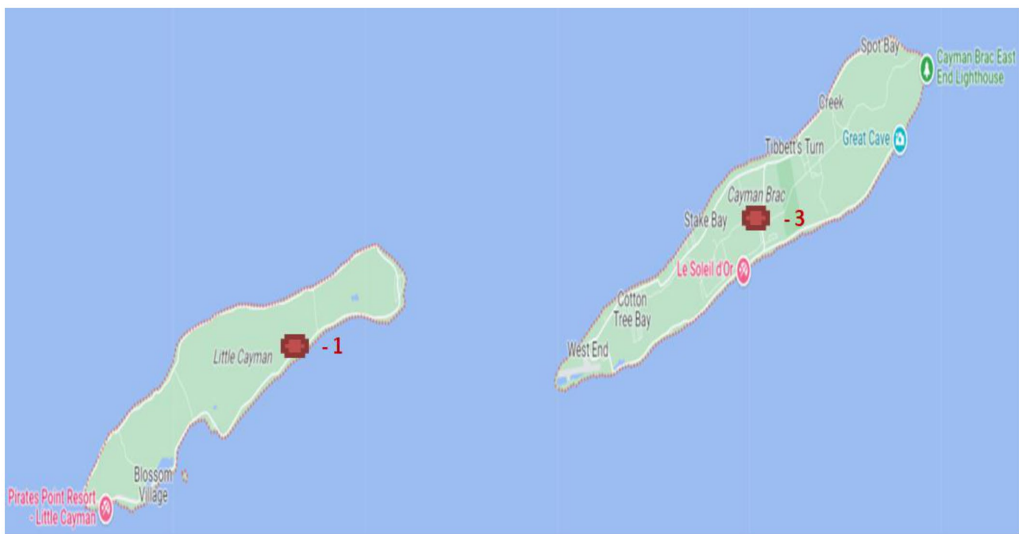 Spot Bay
Cayman Brac East
End Lighthouse
Creek
Great Cave
Tibbett's Turn
Cayman Brac
- 3
Stake Bay
Le Soleil d'Or
Cotton
Tree Bay
West End
- 1
Little Cayman
Blossom
Village
Pirates Point Resort
- Little Cayman